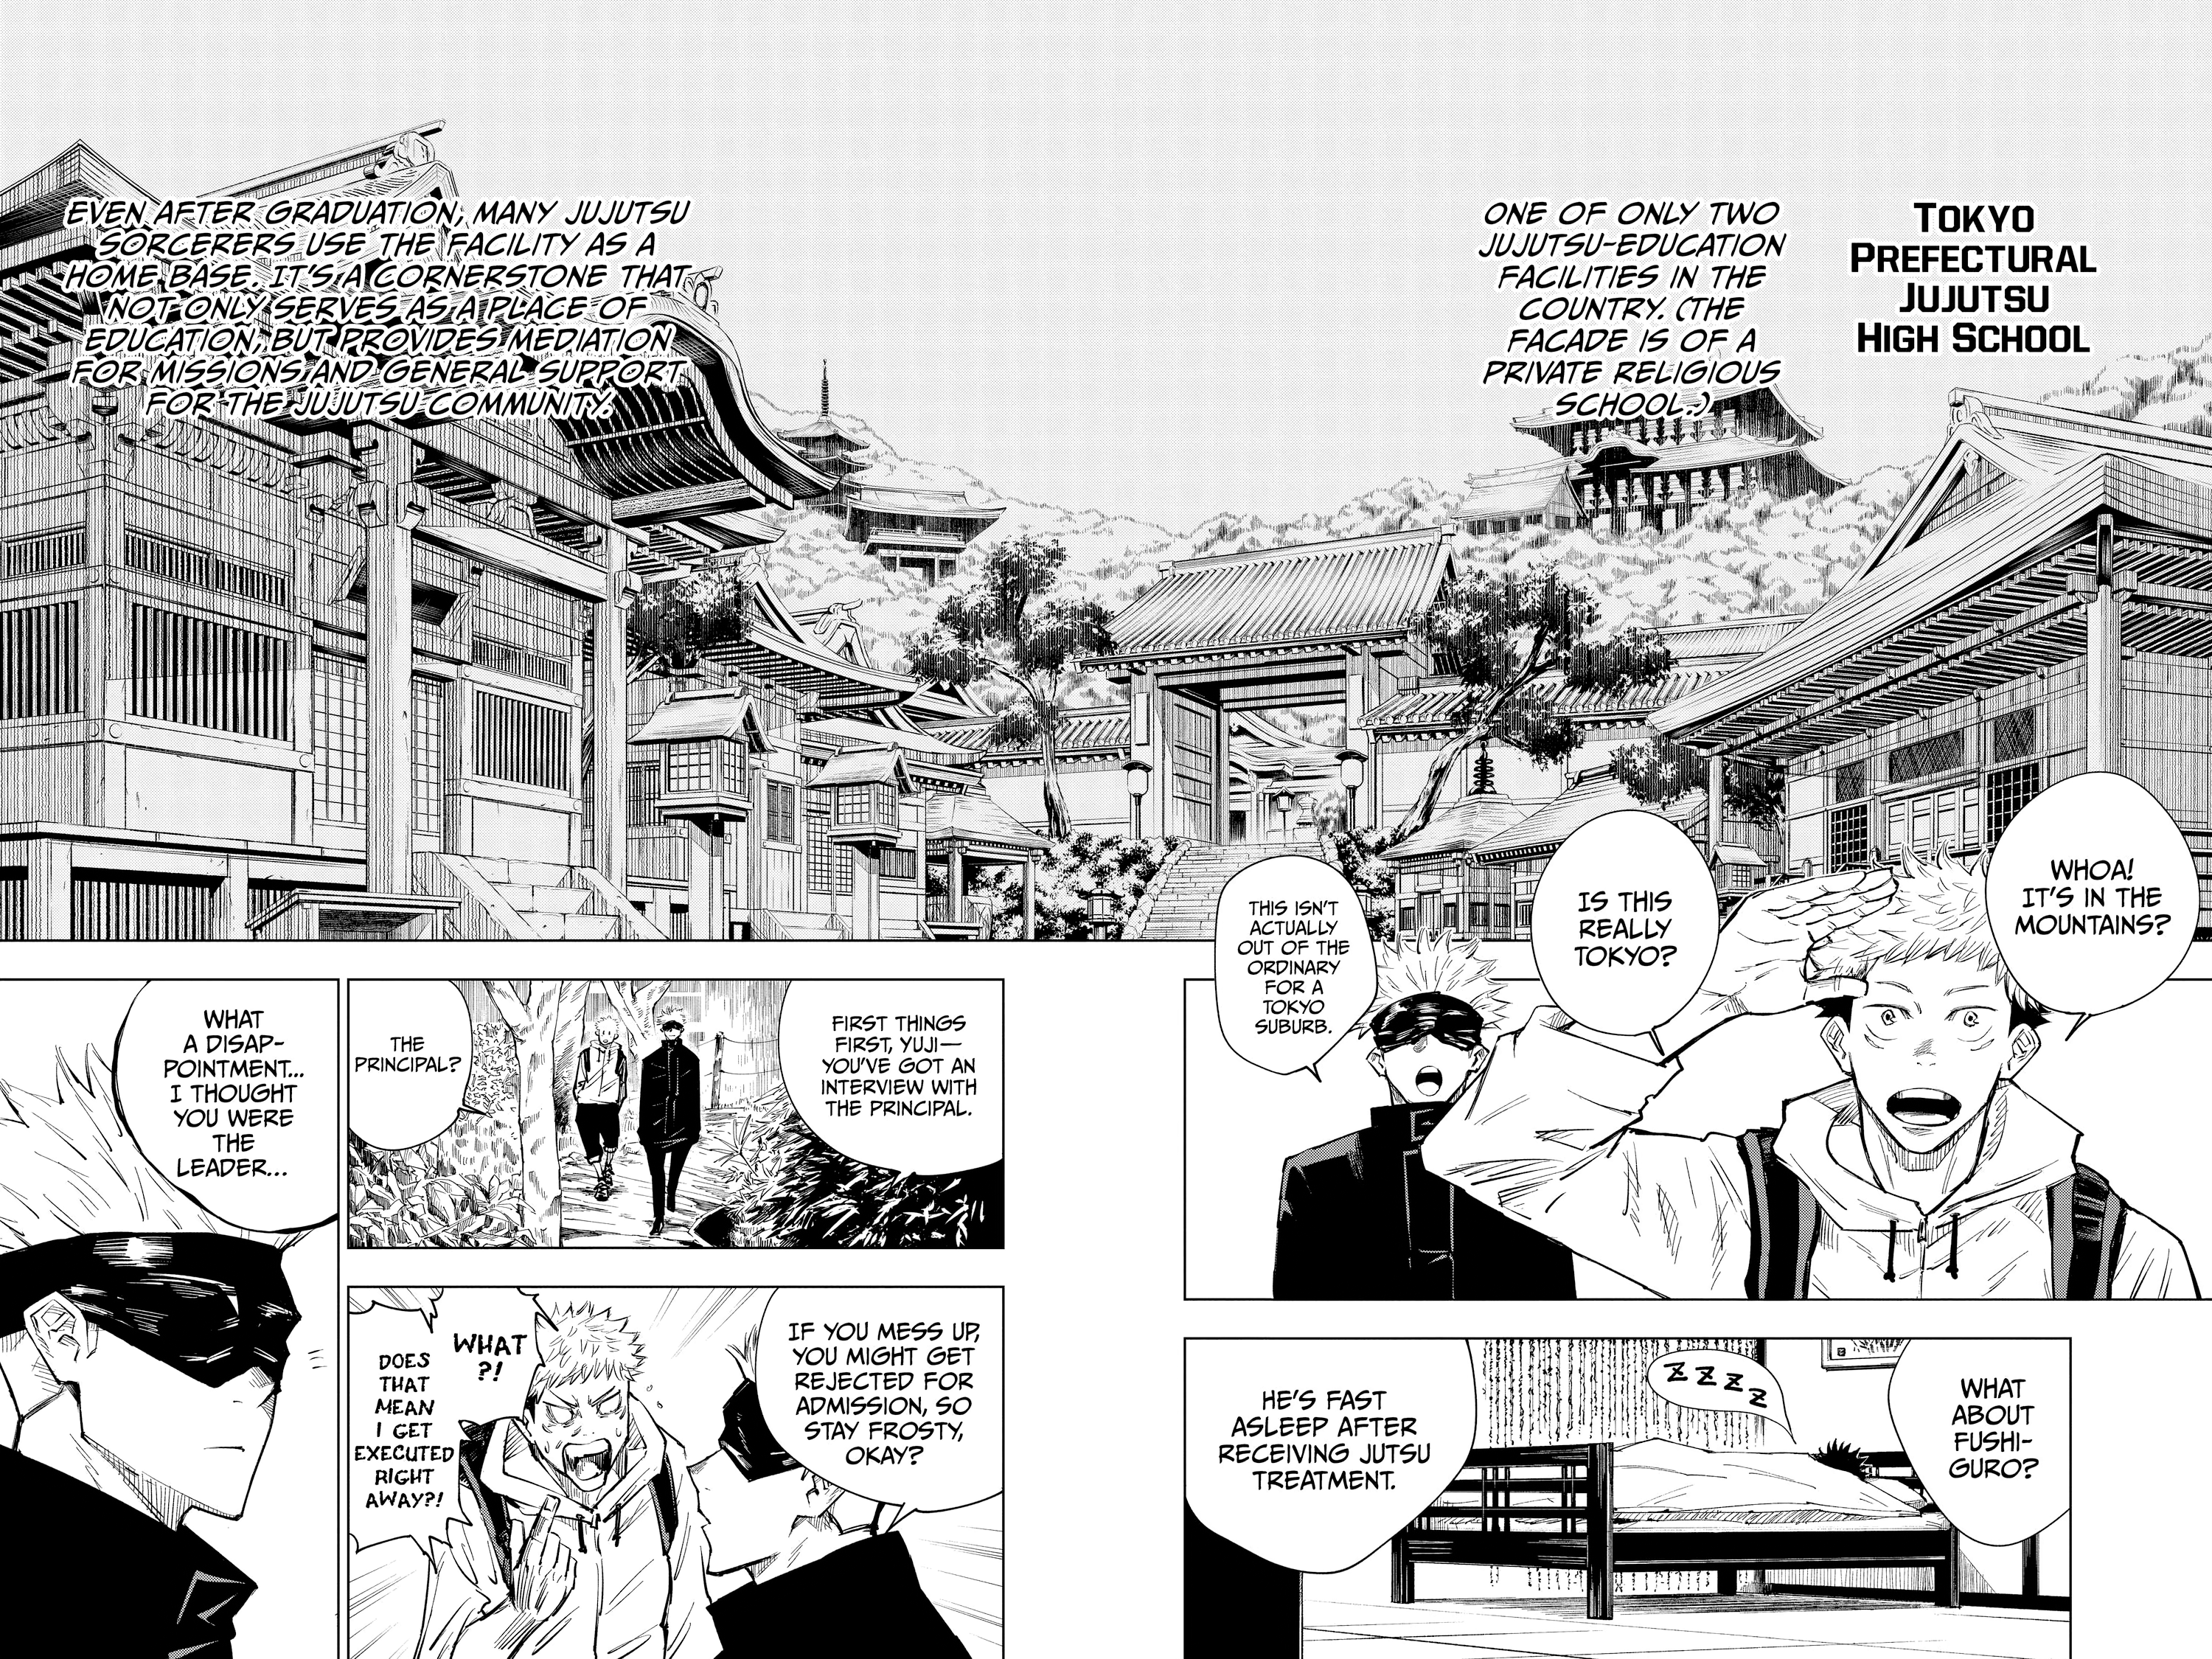 TOKYO
PREFECTURAL
JUJUTSU
HIGH SCHOOL
ONE OF ONLY TWO
JUJUTSU-EDUCATION
FACILITIES IN THE
COUNTRY. (THE
FACADE IS OF A
PRIVATE RELIGIOUS
SCHOOL.)
EVEN AFTER GRADUATION, MANY JUJUTSU
SORCERERS USE THE FACILITY AS A
HOME BASE. IT'S A CORNERSTONE THAT
NOT ONLY SERVES AS A PLACE OF
EDUCATION, BUT PROVIDES MEDIATION
FOR MISSIONS AND GENERAL SUPPORT
FOR THE JUJUTSU COMMUNITY.
WHOA!
IT'S IN THE
MOUNTAINS?
IS THIS
REALLY
TOKYO?
THIS ISN'T
ACTUALLY
OUT OF THE
ORDINARY
FOR A
TOKYO
SUBURB.
WHAT
ABOUT
FUSHI-
GURO?
ZZZZ
HE'S FAST
ASLEEP AFTER
RECEIVING JUTSU
TREATMENT.
FIRST THINGS
FIRST, YUJI—
YOU'VE GOT AN
INTERVIEW WITH
THE PRINCIPAL.
THE
PRINCIPAL?
IF YOU MESS UP,
YOU MIGHT GET
REJECTED FOR
ADMISSION, SO
STAY FROSTY,
OKAY?
WHAT
?!
DOES
THAT
MEAN
I GET
EXECUTED
RIGHT
AWAY?!
WHAT
A DISAP-
POINTMENT...
I THOUGHT
YOU WERE
THE
LEADER...